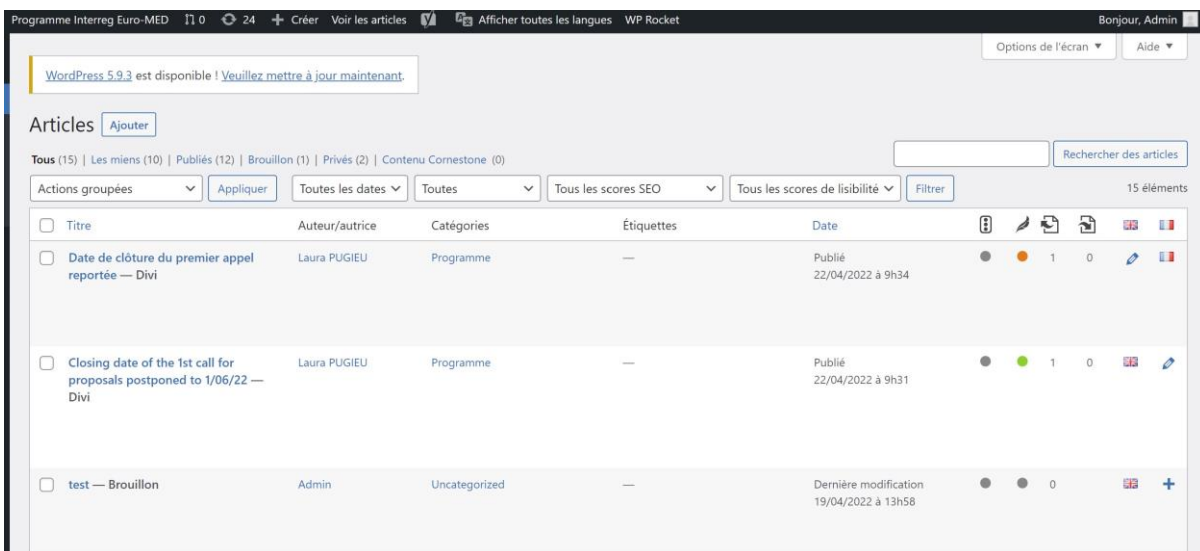 Programme Interreg Euro-MED 0 24 Créer Voir les articles Afficher toutes les langues WP Rocket Bonjour, Admin
Options de l'écran ▼ Aide ▼
WordPress 5.9.3 est disponible ! Veuillez mettre à jour maintenant.
Articles Ajouter
Tous (15) | Les miens (10) | Publiés (12) | Brouillon (1) | Privés (2) | Contenu Cornestone (0)
Rechercher des articles
Actions groupées Appliquer Toutes les dates Toutes Tous les scores SEO Tous les scores de lisibilité Filtrer 15 éléments
Titre Auteur/autrice Catégories Étiquettes Date
Date de clôture du premier appel Laura PUGIEU Programme — Publié 1 0
reportée — Divi 22/04/2022 à 9h34
Closing date of the 1st call for Laura PUGIEU Programme — Publié 1 0
proposals postponed to 1/06/22 — 22/04/2022 à 9h31
Divi
test — Brouillon Admin Uncategorized — Dernière modification 0
19/04/2022 à 13h58